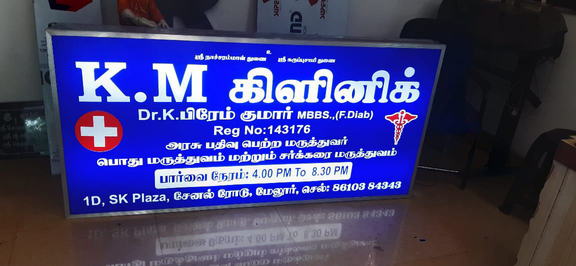 உ
ஸ்ரீ நாச்சரம்மாள் துணை ஸ்ரீ கருப்புசாமி துணை
K.M கிளினிக்
Dr.K.பிரேம் குமார் MBBS.,(F.Diab)
Reg No:143176
அரசு பதிவு பெற்ற மருத்துவர்
பொது மருத்துவம் மற்றும் சர்க்கரை மருத்துவம்
பார்வை நேரம்: 4.00 PM To 8.30 PM
1D, SK Plaza, சேனல் ரோடு, மேலூர், செல்: 86103 84343